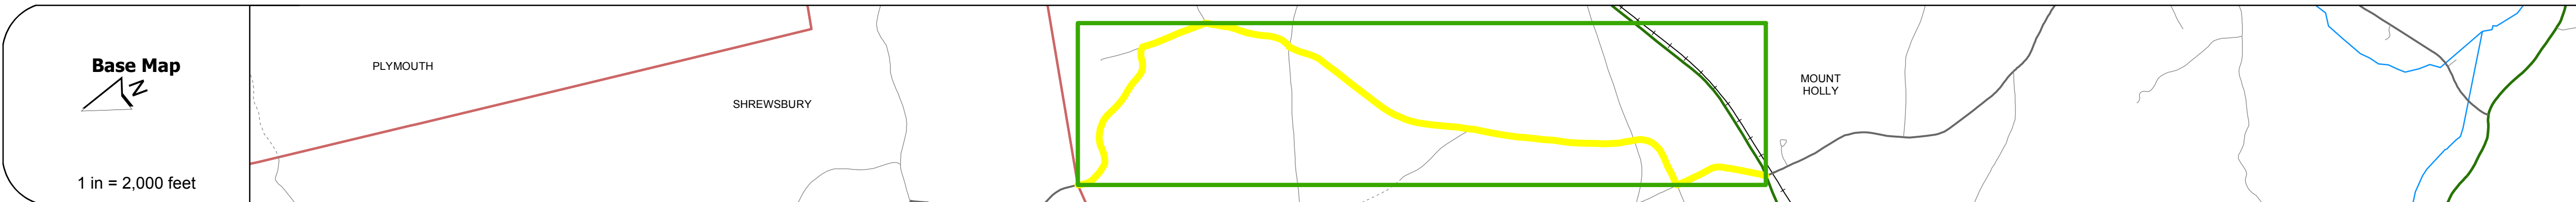 Base Map
N
1 in = 2,000 feet
PLYMOUTH
SHREWSBURY
MOUNT
HOLLY